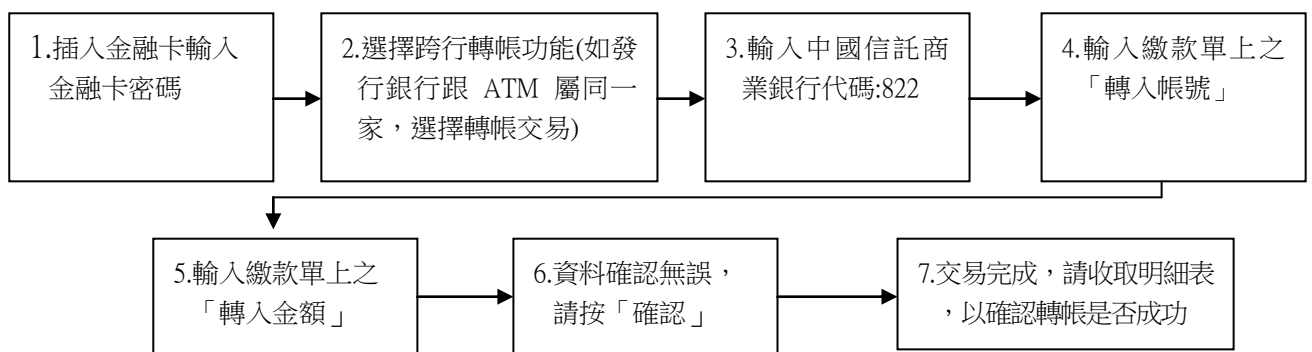 1.插入金融卡輸入
金融卡密碼
2.選擇跨行轉帳功能(如發
行銀行跟 ATM 屬同一
家，選擇轉帳交易)
3.輸入中國信託商
業銀行代碼:822
4.輸入繳款單上之
「轉入帳號」
5.輸入繳款單上之
「轉入金額」
6.資料確認無誤，
請按「確認」
7.交易完成，請收取明細表
，以確認轉帳是否成功